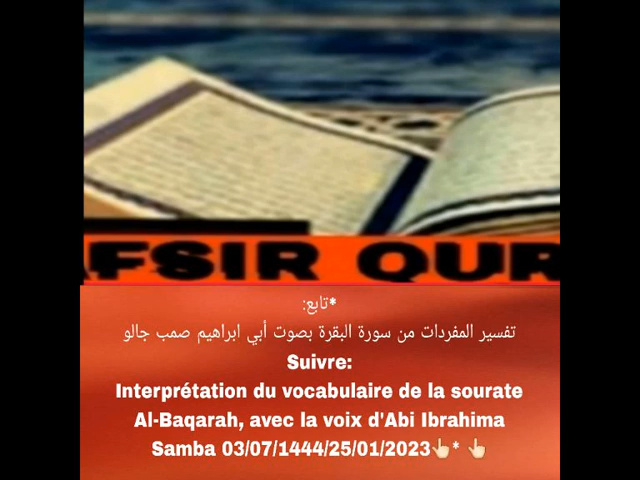 AFSIR QUR
*تابع:
تفسير المفردات من سورة البقرة بصوت أبي ابراهيم صمب جالو
Suivre:
Interprétation du vocabulaire de la sourate
Al-Baqarah, avec la voix d'Abi Ibrahima
Samba 03/07/1444/25/01/2023👆🏻* 👆🏻